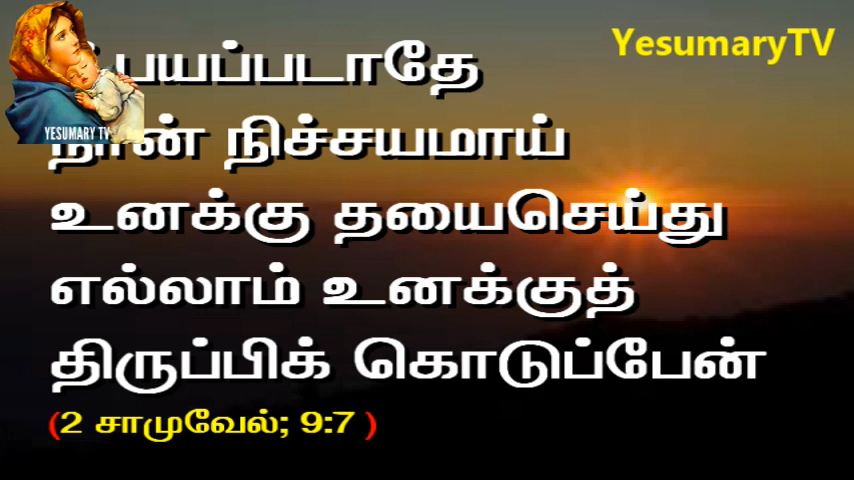 YesumaryTV
பயப்படாதே
YESUMARY TV
நான் நிச்சயமாய்
உனக்கு தயைசெய்து
எல்லாம் உனக்குத்
திருப்பிக் கொடுப்பேன்
(2 சாமுவேல்; 9:7 )